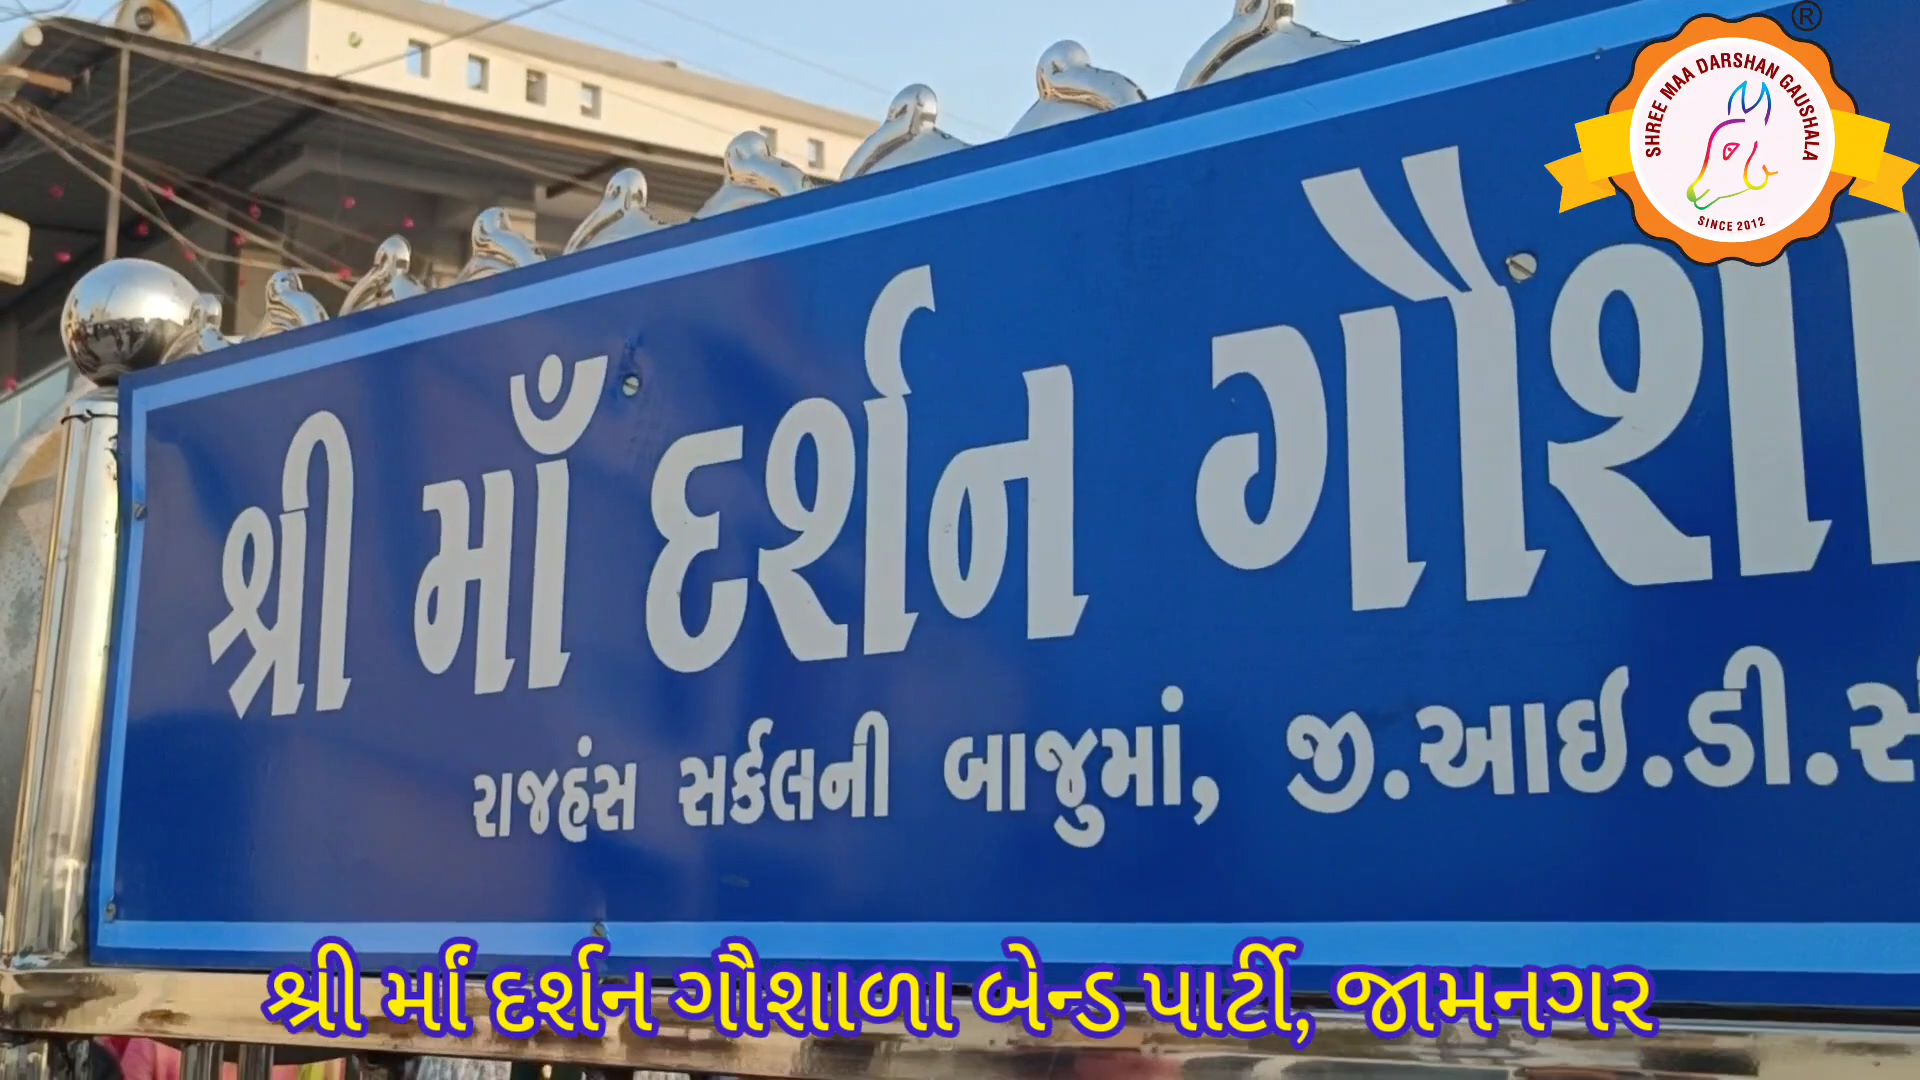 ®
SHREE MAA DARSHAN GAUSHALA
SINCE 2012
શ્રી માઁ દર્શન ગૌશા
રાજહંસ સર્કલની બાજુમાં, જી.આઇ.ડી.સી
શ્રી ર્માં દર્શન ગૌશાળા બેન્ડ પાર્ટી, જામનગર